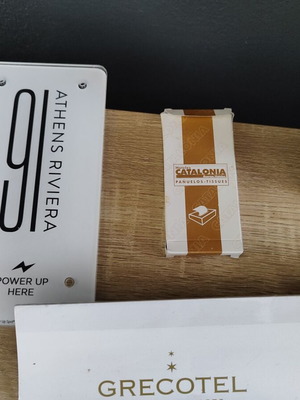 91
ATHENS RIVIERA
POWER UP
HERE
CATALONIA
PAÑUELOS-TISSUES
GRECOTEL